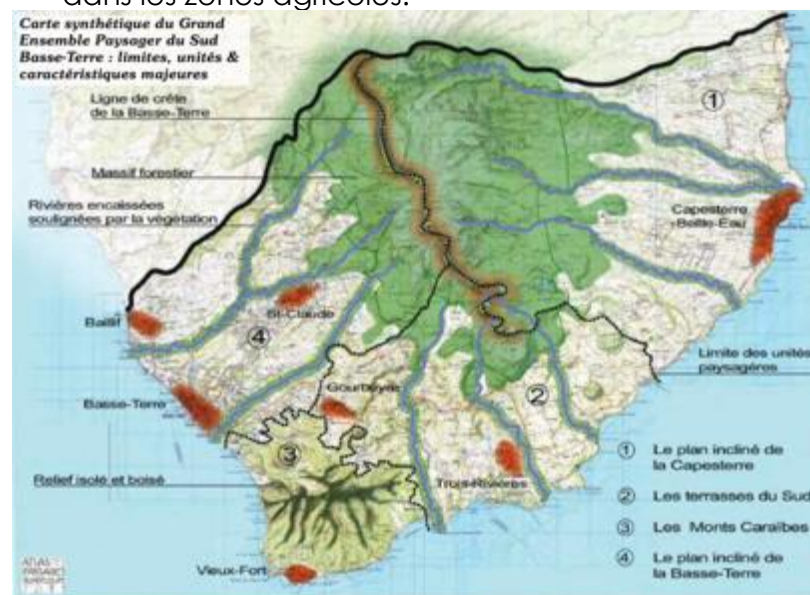 dans les zones agricoles.
Carte synthétique du Grand
Ensemble Paysager du Sud
Basse-Terre : limites, unités &
caractéristiques majeures
Ligne de crête
de la Basse-Terre
Massif forestier
Rivières encaissées
soulignées par la végétation
①
Capesterre
-Belle-Eau
Baillif
St-Claude
④
Limite des unités
paysagères
Basse-Terre
Gourbeyre
②
③
Relief isolé et boisé
Trois-Rivières
Vieux-Fort
① Le plan incliné de
la Capesterre
② Les terrasses du Sud
③ Les Monts Caraïbes
④ Le plan incliné de
la Basse-Terre
ATLAS
PAYSAGES